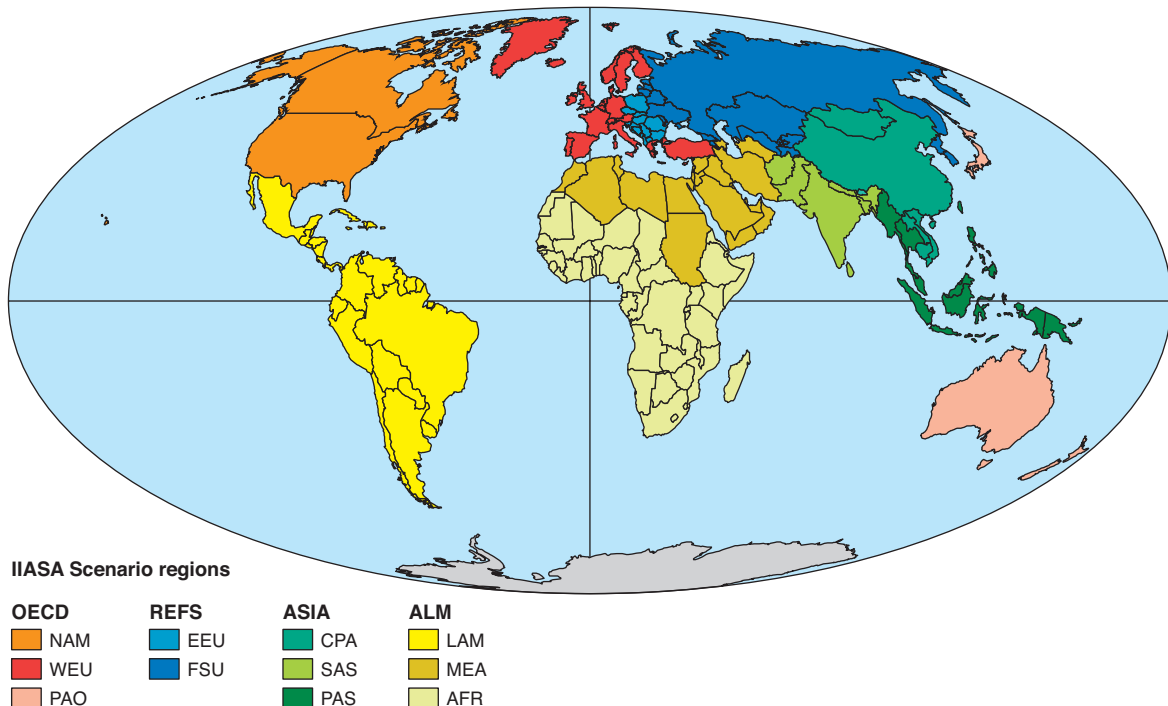 IIASA Scenario regions
OECD REFS ASIA ALM
NAM EEU CPA LAM
WEU FSU SAS MEA
PAO PAS AFR